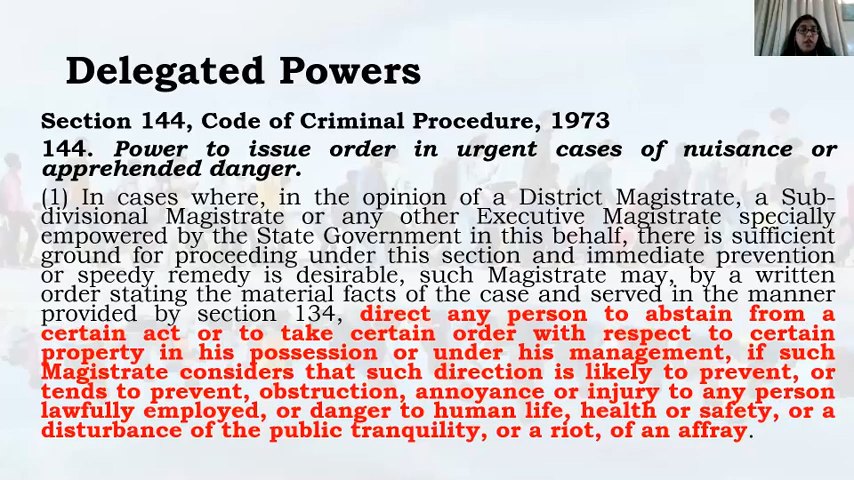 Delegated Powers
Section 144, Code of Criminal Procedure, 1973
144. Power to issue order in urgent cases of nuisance or
apprehended danger.
(1) In cases where, in the opinion of a District Magistrate, a Sub-
divisional Magistrate or any other Executive Magistrate specially
empowered by the State Government in this behalf, there is sufficient
ground for proceeding under this section and immediate prevention
or speedy remedy is desirable, such Magistrate may, by a written
order stating the material facts of the case and served in the manner
provided by section 134, direct any person to abstain from a
certain act or to take certain order with respect to certain
property in his possession or under his management, if such
Magistrate considers that such direction is likely to prevent, or
tends to prevent, obstruction, annoyance or injury to any person
lawfully employed, or danger to human life, health or safety, or a
disturbance of the public tranquility, or a riot, of an affray.